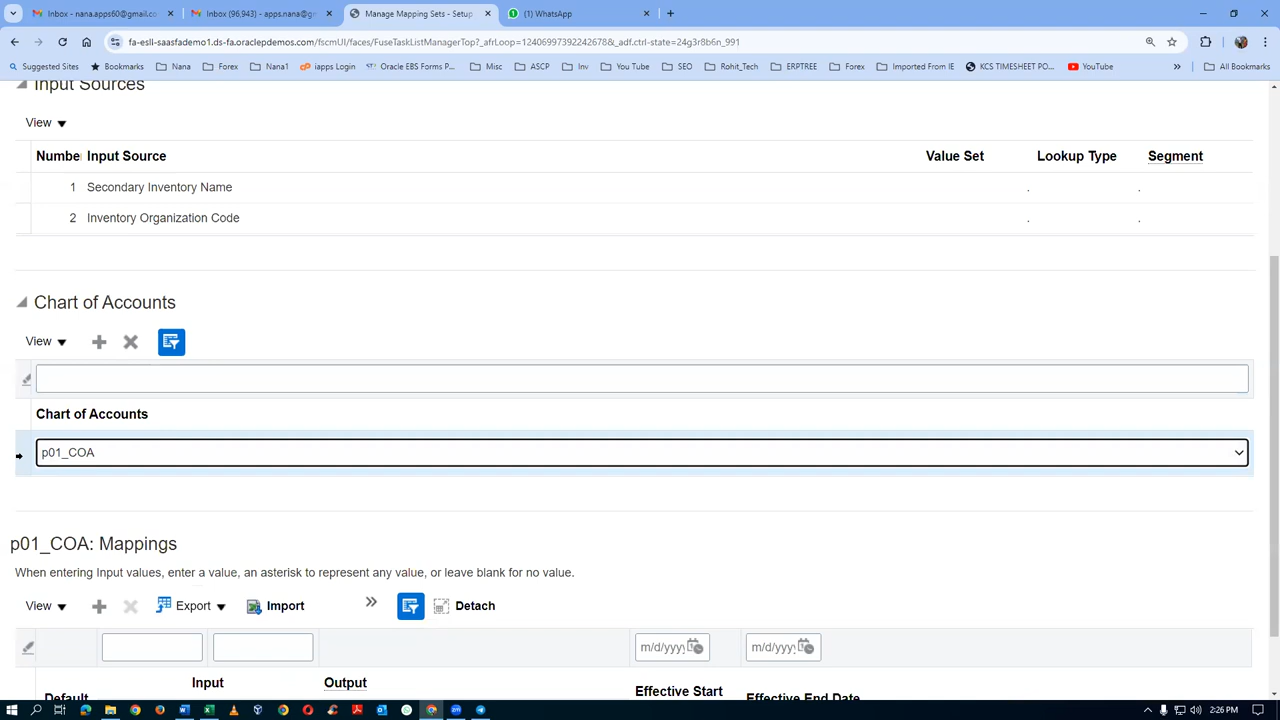 Inbox - nana.apps60@gmail.co
Inbox (96,943) - apps.nana@g
Manage Mapping Sets - Setup
(1) WhatsApp
fa-esll-saasfademo1.ds-fa.oraclepdemos.com/fscmUI/faces/FuseTaskListManagerTop?_afrLoop=1240699739224267&_adf.ctrl-state=24g3r8b6n_991
Suggested Sites
Bookmarks
Nana
Forex
Nana1
iapps Login
Oracle EBS Forms P...
Misc
ASCP
Inv
You Tube
SEO
Rohit_Tech
ERPTREE
Forex
Imported From IE
KCS TIMESHEET PO...
YouTube
All Bookmarks
Input Sources
View
Numbe Input Source Value Set Lookup Type Segment
1 Secondary Inventory Name . .
2 Inventory Organization Code . .
Chart of Accounts
View
Chart of Accounts
p01_COA
p01_COA: Mappings
When entering Input values, enter a value, an asterisk to represent any value, or leave blank for no value.
View Export Import Detach
m/d/yyy m/d/yyy
Input Output
Default Effective Start Effective End Date
2:26 PM